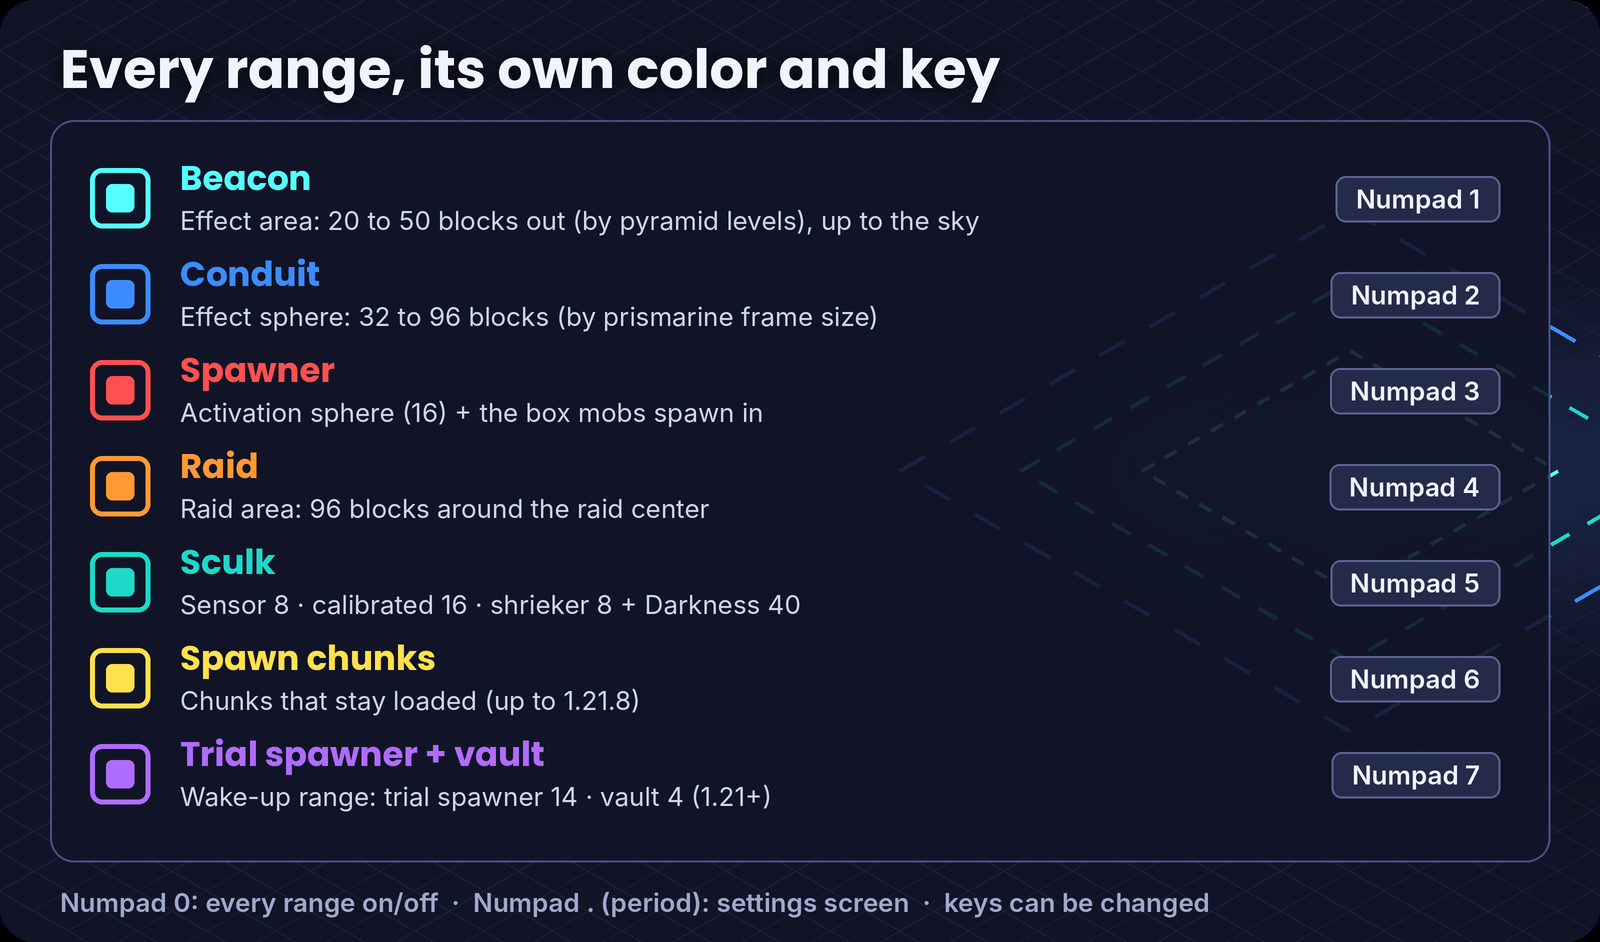 Every range, its own color and key
Beacon
Effect area: 20 to 50 blocks out (by pyramid levels), up to the sky
Numpad 1
Conduit
Effect sphere: 32 to 96 blocks (by prismarine frame size)
Numpad 2
Spawner
Activation sphere (16) + the box mobs spawn in
Numpad 3
Raid
Raid area: 96 blocks around the raid center
Numpad 4
Sculk
Sensor 8 · calibrated 16 · shrieker 8 + Darkness 40
Numpad 5
Spawn chunks
Chunks that stay loaded (up to 1.21.8)
Numpad 6
Trial spawner + vault
Wake-up range: trial spawner 14 · vault 4 (1.21+)
Numpad 7
Numpad 0: every range on/off · Numpad . (period): settings screen · keys can be changed